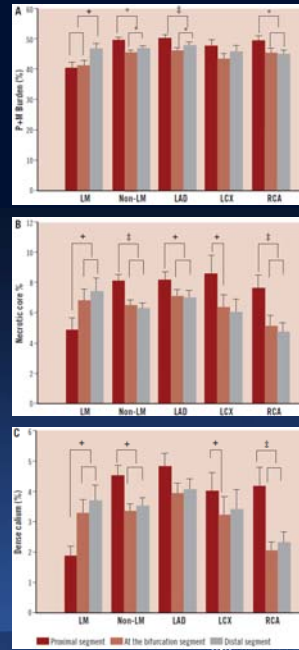 A
P+M Burden (%)
60
50
40
30
20
10
0
+
*
*
‡
*
*
LM
Non-LM
LAD
LCX
RCA
B
Necrotic core %
12
10
8
6
4
2
0
+
‡
+
+
‡
LM
Non-LM
LAD
LCX
RCA
C
Dense calium (%)
6
5
4
3
2
1
0
+
+
+
‡
LM
Non-LM
LAD
LCX
RCA
Proximal segment
At the bifurcation segment
Distal segment